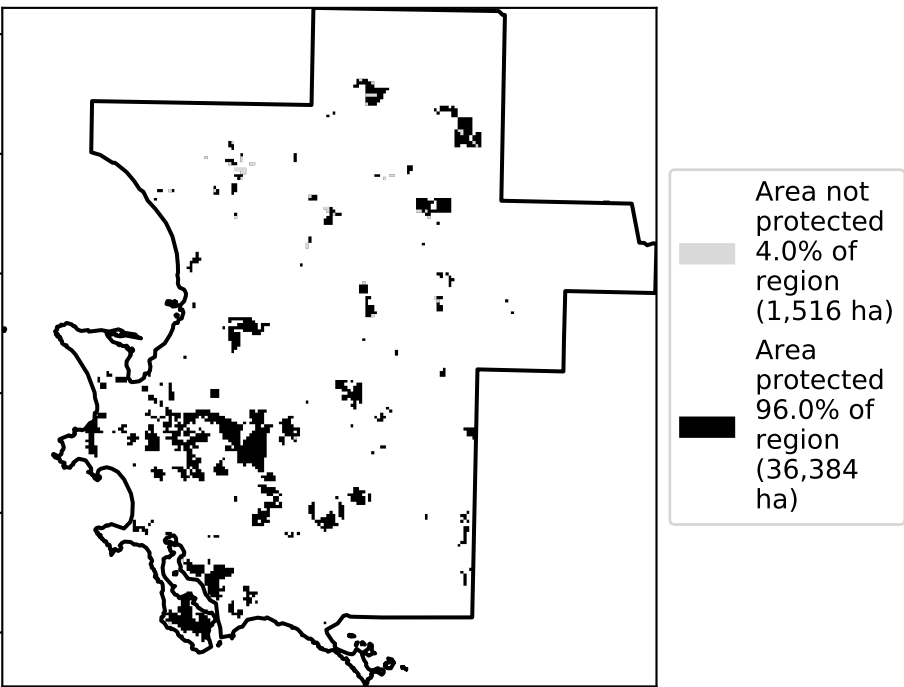 Area not
protected
4.0% of
region
(1,516 ha)
Area
protected
96.0% of
region
(36,384
ha)